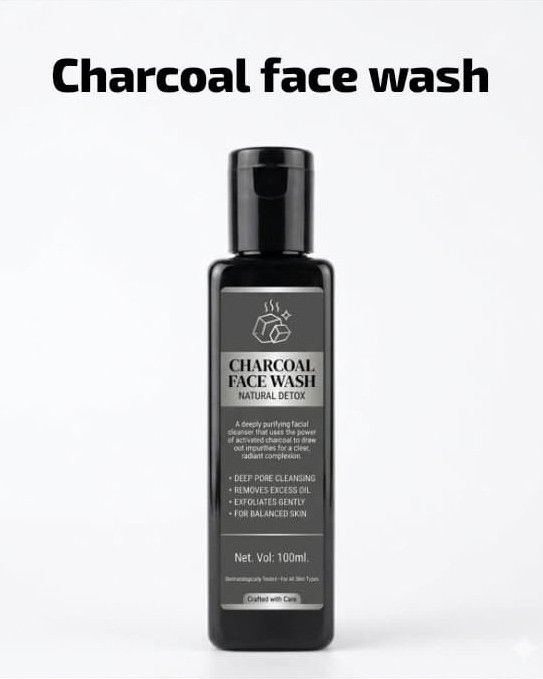 Charcoal face wash
CHARCOAL
FACE WASH
NATURAL DETOX
A deeply purifying facial
cleanser that uses the power
of activated charcoal to draw
out impurities for a clear,
radiant complexion.
• DEEP PORE CLEANSING
• REMOVES EXCESS OIL
• EXFOLIATES GENTLY
• FOR BALANCED SKIN
Net. Vol: 100ml.
Dermatologically Tested • For All Skin Types
Crafted with Care